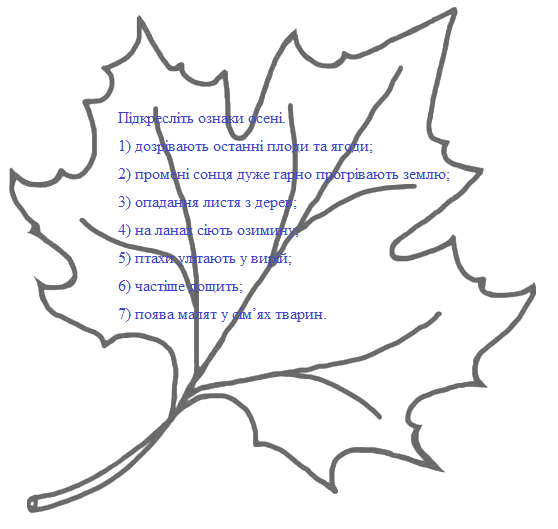 Підкресліть ознаки осені.
1) дозрівають останні плоди та ягоди;
2) промені сонця дуже гарно прогрівають землю;
3) опадання листя з дерев;
4) на ланах сіють озимину;
5) птахи улітають у вирій;
6) частіше дощить;
7) поява малят у сім’ях тварин.